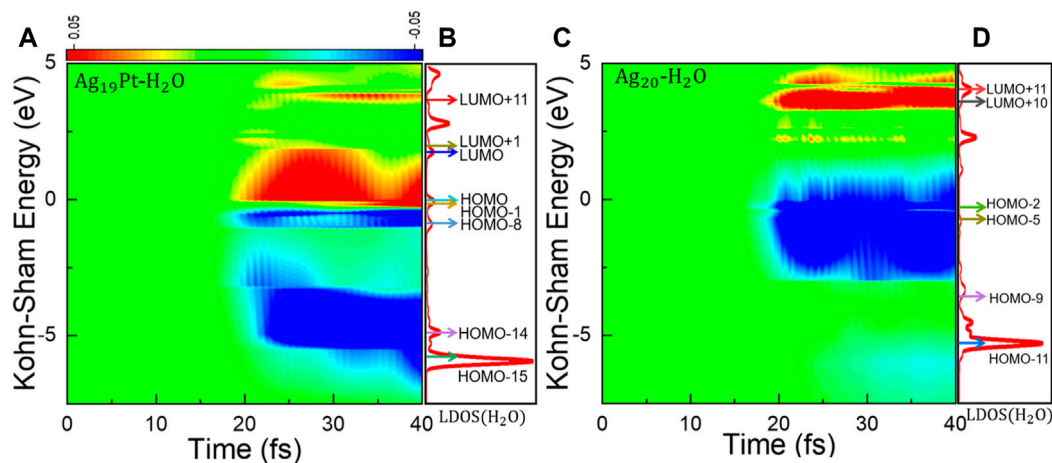 0.05
-0.05
A
B
C
D
Ag₁₉Pt-H₂O
Kohn-Sham Energy (eV)
5
0
-5
0
10
20
30
40
Time (fs)
LUMO+11
LUMO+1
LUMO
HOMO
HOMO-1
HOMO-8
HOMO-14
HOMO-15
LDOS(H₂O)
Ag₂₀-H₂O
Kohn-Sham Energy (eV)
5
0
-5
0
10
20
30
40
Time (fs)
LUMO+11
LUMO+10
HOMO-2
HOMO-5
HOMO-9
HOMO-11
LDOS(H₂O)